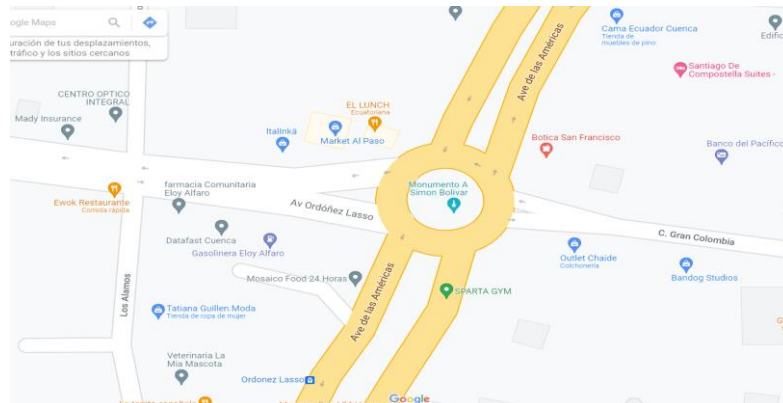 ogle Maps
uración de tus desplazamientos,
tráfico y los sitios cercanos
Cama Ecuador Cuenca
Tienda de
muebles de pino
Edific
Ave de las Américas
Santiago De
Compostella Suites -
CENTRO OPTICO
INTEGRAL
Mady Insurance
EL LUNCH
Ecuatoriana
Italinká
Market Al Paso
Botica San Francisco
Banco del Pacífico
farmacia Comunitaria
Eloy Alfaro
Monumento A
Simon Bolivar
Ewok Restaurante
Comida rápida
Av Ordóñez Lasso
Datafast Cuenca
Gasolinera Eloy Alfaro
C. Gran Colombia
Outlet Chaide
Colchonería
Bandog Studios
Mosaico Food 24 Horas
SPARTA GYM
Los Alamos
Tatiana Guillen.Moda
Tienda de ropa de mujer
Ave de las Américas
Veterinaria La
Mia Mascota
Ordonez Lasso
Google